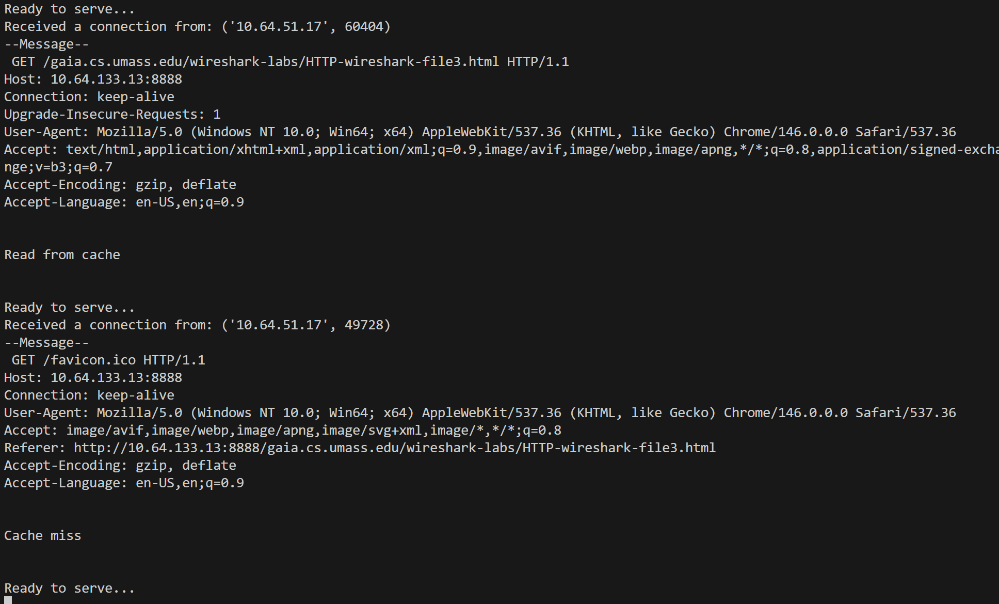 Ready to serve...
Received a connection from: ('10.64.51.17', 60404)
--Message--
 GET /gaia.cs.umass.edu/wireshark-labs/HTTP-wireshark-file3.html HTTP/1.1
Host: 10.64.133.13:8888
Connection: keep-alive
Upgrade-Insecure-Requests: 1
User-Agent: Mozilla/5.0 (Windows NT 10.0; Win64; x64) AppleWebKit/537.36 (KHTML, like Gecko) Chrome/146.0.0.0 Safari/537.36
Accept: text/html,application/xhtml+xml,application/xml;q=0.9,image/avif,image/webp,image/apng,*/*;q=0.8,application/signed-excha
nge;v=b3;q=0.7
Accept-Encoding: gzip, deflate
Accept-Language: en-US,en;q=0.9
Read from cache
Ready to serve...
Received a connection from: ('10.64.51.17', 49728)
--Message--
 GET /favicon.ico HTTP/1.1
Host: 10.64.133.13:8888
Connection: keep-alive
User-Agent: Mozilla/5.0 (Windows NT 10.0; Win64; x64) AppleWebKit/537.36 (KHTML, like Gecko) Chrome/146.0.0.0 Safari/537.36
Accept: image/avif,image/webp,image/apng,image/svg+xml,image/*,*/*;q=0.8
Referer: http://10.64.133.13:8888/gaia.cs.umass.edu/wireshark-labs/HTTP-wireshark-file3.html
Accept-Encoding: gzip, deflate
Accept-Language: en-US,en;q=0.9
Cache miss
Ready to serve...